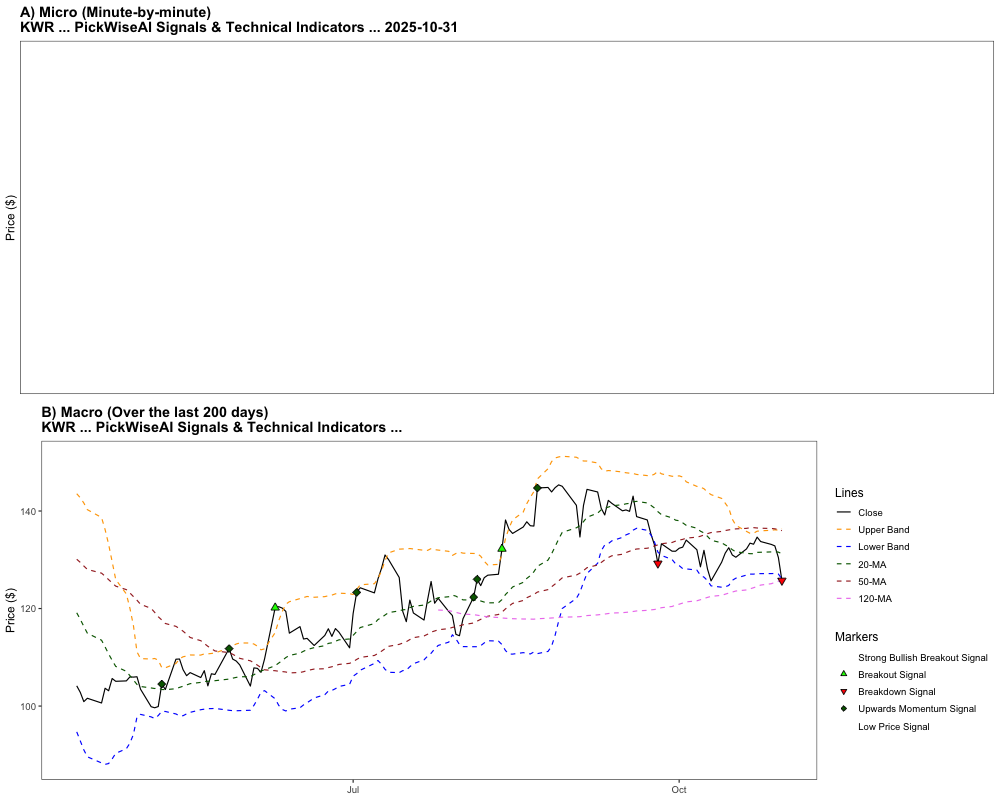 A) Micro (Minute-by-minute)
KWR ... PickWiseAI Signals & Technical Indicators ... 2025-10-31
Price ($)
B) Macro (Over the last 200 days)
KWR ... PickWiseAI Signals & Technical Indicators ...
Price ($)
140
120
100
Jul
Oct
Lines
Close
Upper Band
Lower Band
20-MA
50-MA
120-MA
Markers
Strong Bullish Breakout Signal
Breakout Signal
Breakdown Signal
Upwards Momentum Signal
Low Price Signal